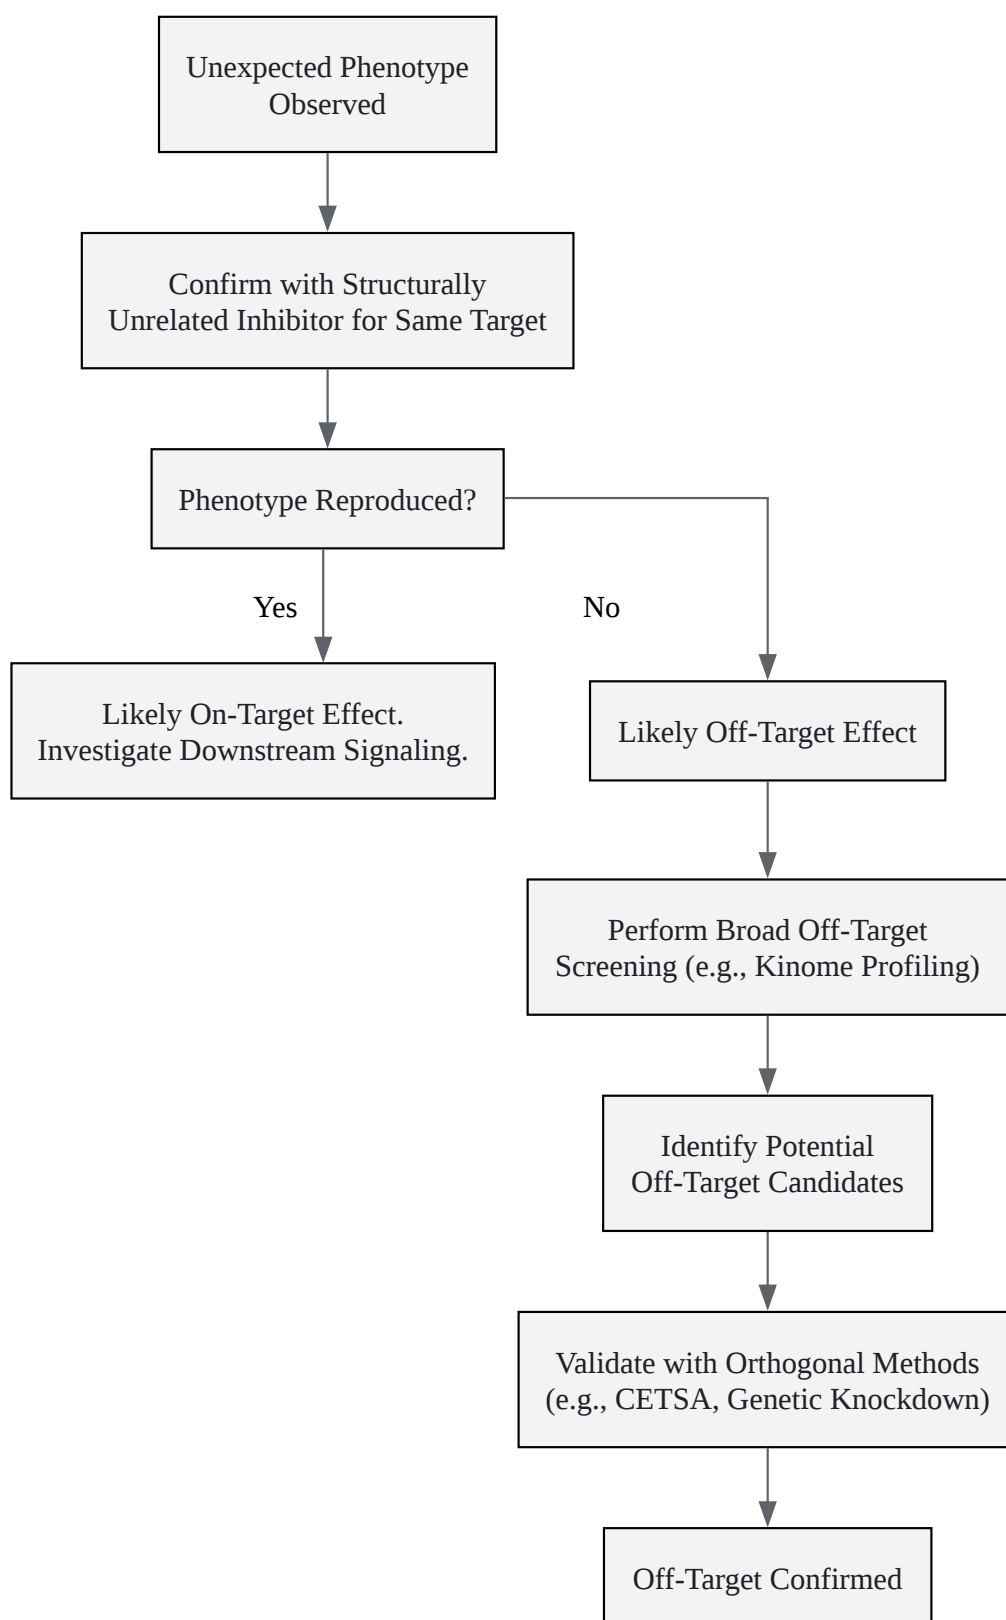 Unexpected Phenotype
Observed
Confirm with Structurally
Unrelated Inhibitor for Same Target
Phenotype Reproduced?
Yes
No
Likely On-Target Effect.
Investigate Downstream Signaling.
Likely Off-Target Effect
Perform Broad Off-Target
Screening (e.g., Kinome Profiling)
Identify Potential
Off-Target Candidates
Validate with Orthogonal Methods
(e.g., CETSA, Genetic Knockdown)
Off-Target Confirmed